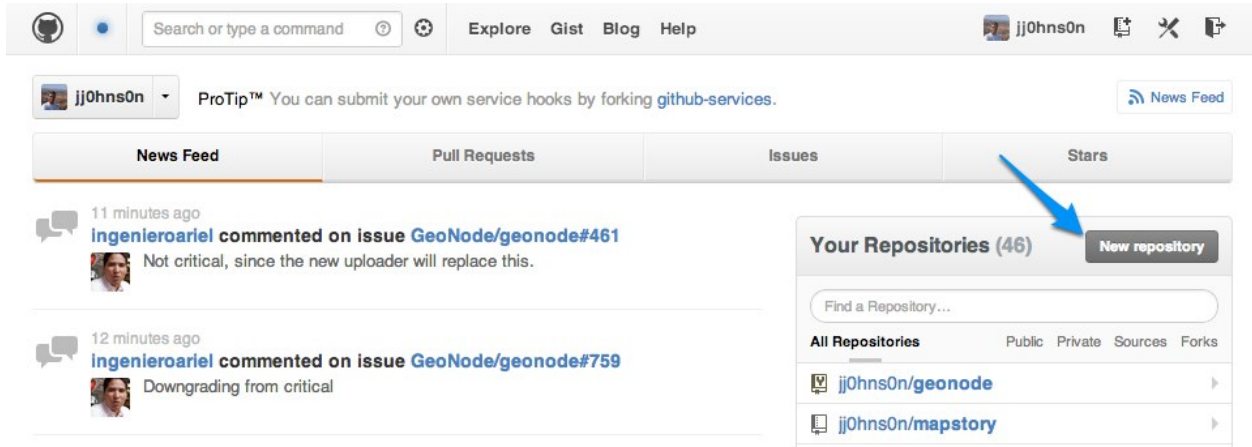 Search or type a command
Explore Gist Blog Help
jj0hns0n
jj0hns0n
ProTip™ You can submit your own service hooks by forking github-services.
News Feed
News Feed
Pull Requests
Issues
Stars
11 minutes ago
ingenieroariel commented on issue GeoNode/geonode#461
Not critical, since the new uploader will replace this.
12 minutes ago
ingenieroariel commented on issue GeoNode/geonode#759
Downgrading from critical
Your Repositories (46)
New repository
Find a Repository...
All Repositories
Public Private Sources Forks
jj0hns0n/geonode
jj0hns0n/mapstory